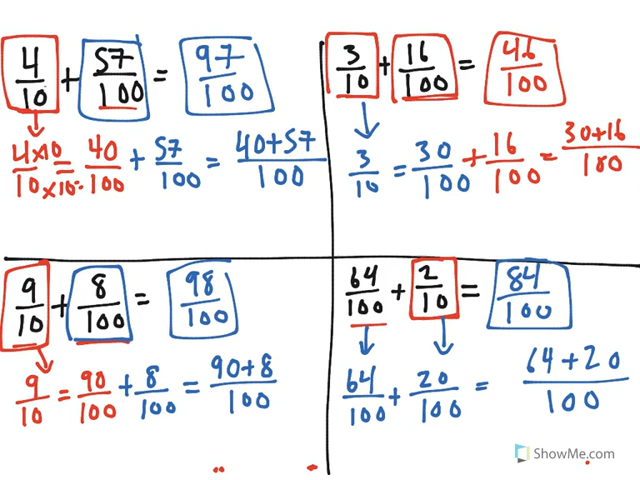 4/10 + 57/100 = 97/100
4×10/10×10 = 40/100 + 57/100 = 40+57/100
3/10 + 16/100 = 46/100
3/10 = 30/100 + 16/100 = 30+16/100
9/10 + 8/100 = 98/100
9/10 = 90/100 + 8/100 = 90+8/100
64/100 + 2/10 = 84/100
64/100 + 20/100 = 64+20/100
ShowMe.com